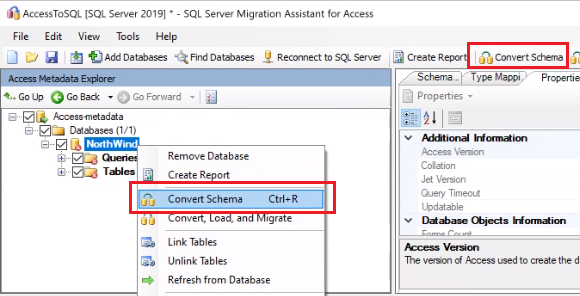 AccessToSQL [SQL Server 2019] * - SQL Server Migration Assistant for Access
File Edit View Tools Help
Add Databases Find Databases Reconnect to SQL Server Create Report Convert Schema
Access Metadata Explorer
Go Up Go Back Go Forward
Access-metadata
Databases (1/1)
NorthWind
Queries
Tables
Remove Database
Create Report
Convert Schema Ctrl+R
Convert, Load, and Migrate
Link Tables
Unlink Tables
Refresh from Database
Schema... Type Mappi... Properti
Properties
Additional Information
Access Version
Collation
Jet Version
Query Timeout
Updatable
Database Objects Information
Forms Count
Access Version
The version of Access used to create the d